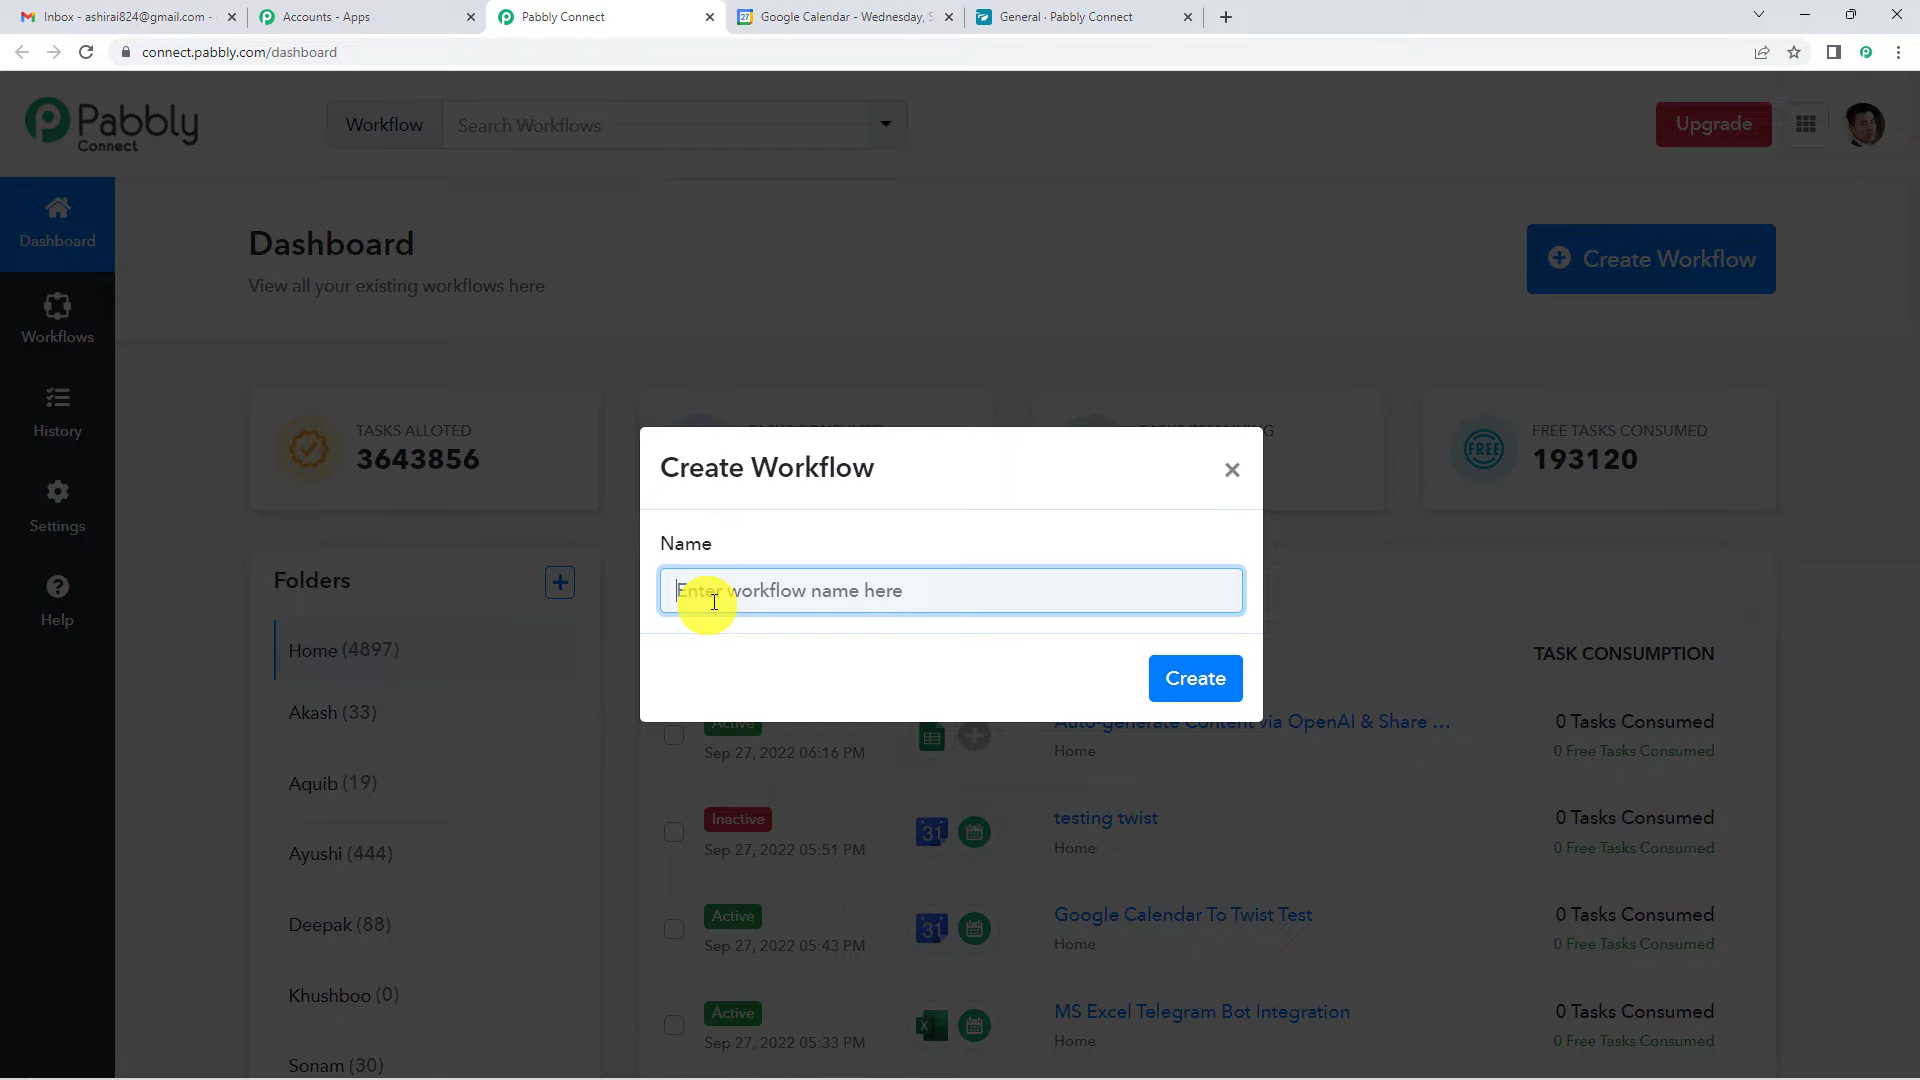 Inbox - ashirai824@gmail.com -
Accounts - Apps
Pabbly Connect
Google Calendar - Wednesday, S
General · Pabbly Connect
connect.pabbly.com/dashboard
Pabbly
Connect
Workflow
Search Workflows
Upgrade
Dashboard
Workflows
History
Settings
Help
Dashboard
View all your existing workflows here
Create Workflow
TASKS ALLOTED
3643856
FREE
FREE TASKS CONSUMED
193120
Create Workflow
×
Name
Enter workflow name here
Create
Folders
Home (4897)
Akash (33)
Aquib (19)
Ayushi (444)
Deepak (88)
Khushboo (0)
Sonam (30)
TASK CONSUMPTION
Active
Sep 27, 2022 06:16 PM
Auto-generate Content via OpenAI & Share ...
Home
0 Tasks Consumed
0 Free Tasks Consumed
Inactive
Sep 27, 2022 05:51 PM
31
testing twist
Home
0 Tasks Consumed
0 Free Tasks Consumed
Active
Sep 27, 2022 05:43 PM
31
Google Calendar To Twist Test
Home
0 Tasks Consumed
0 Free Tasks Consumed
Active
Sep 27, 2022 05:33 PM
MS Excel Telegram Bot Integration
Home
0 Tasks Consumed
0 Free Tasks Consumed